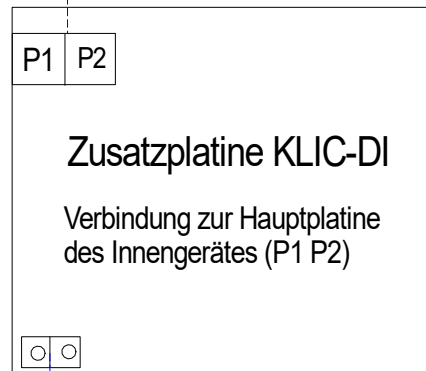 P1 P2
Zusatzplatine KLIC-DI
Verbindung zur Hauptplatine
des Innengerätes (P1 P2)